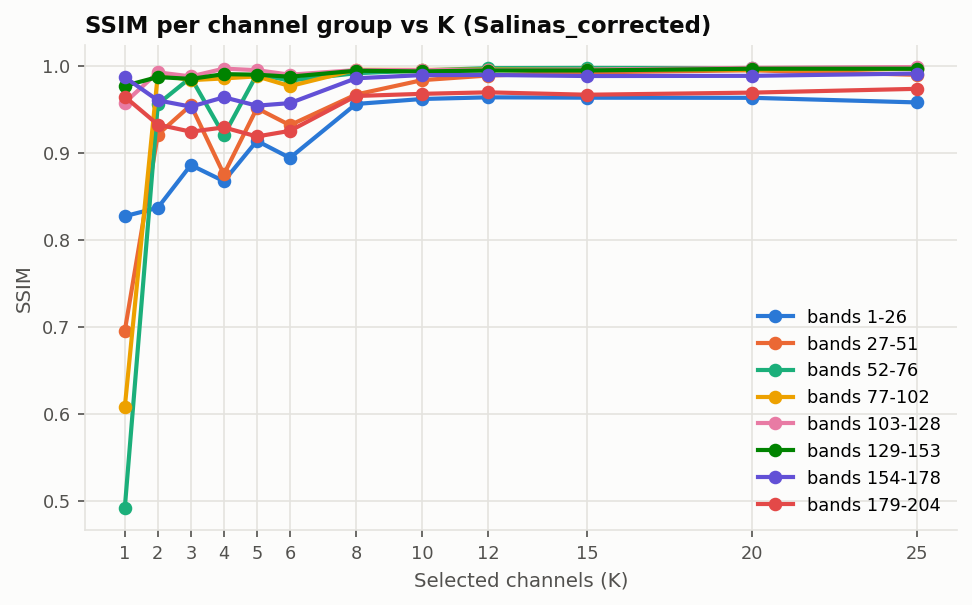 SSIM per channel group vs K (Salinas_corrected)
1.0
0.9
0.8
0.7
0.6
0.5
SSIM
bands 1-26
bands 27-51
bands 52-76
bands 77-102
bands 103-128
bands 129-153
bands 154-178
bands 179-204
1 2 3 4 5 6 8 10 12 15 20 25
Selected channels (K)